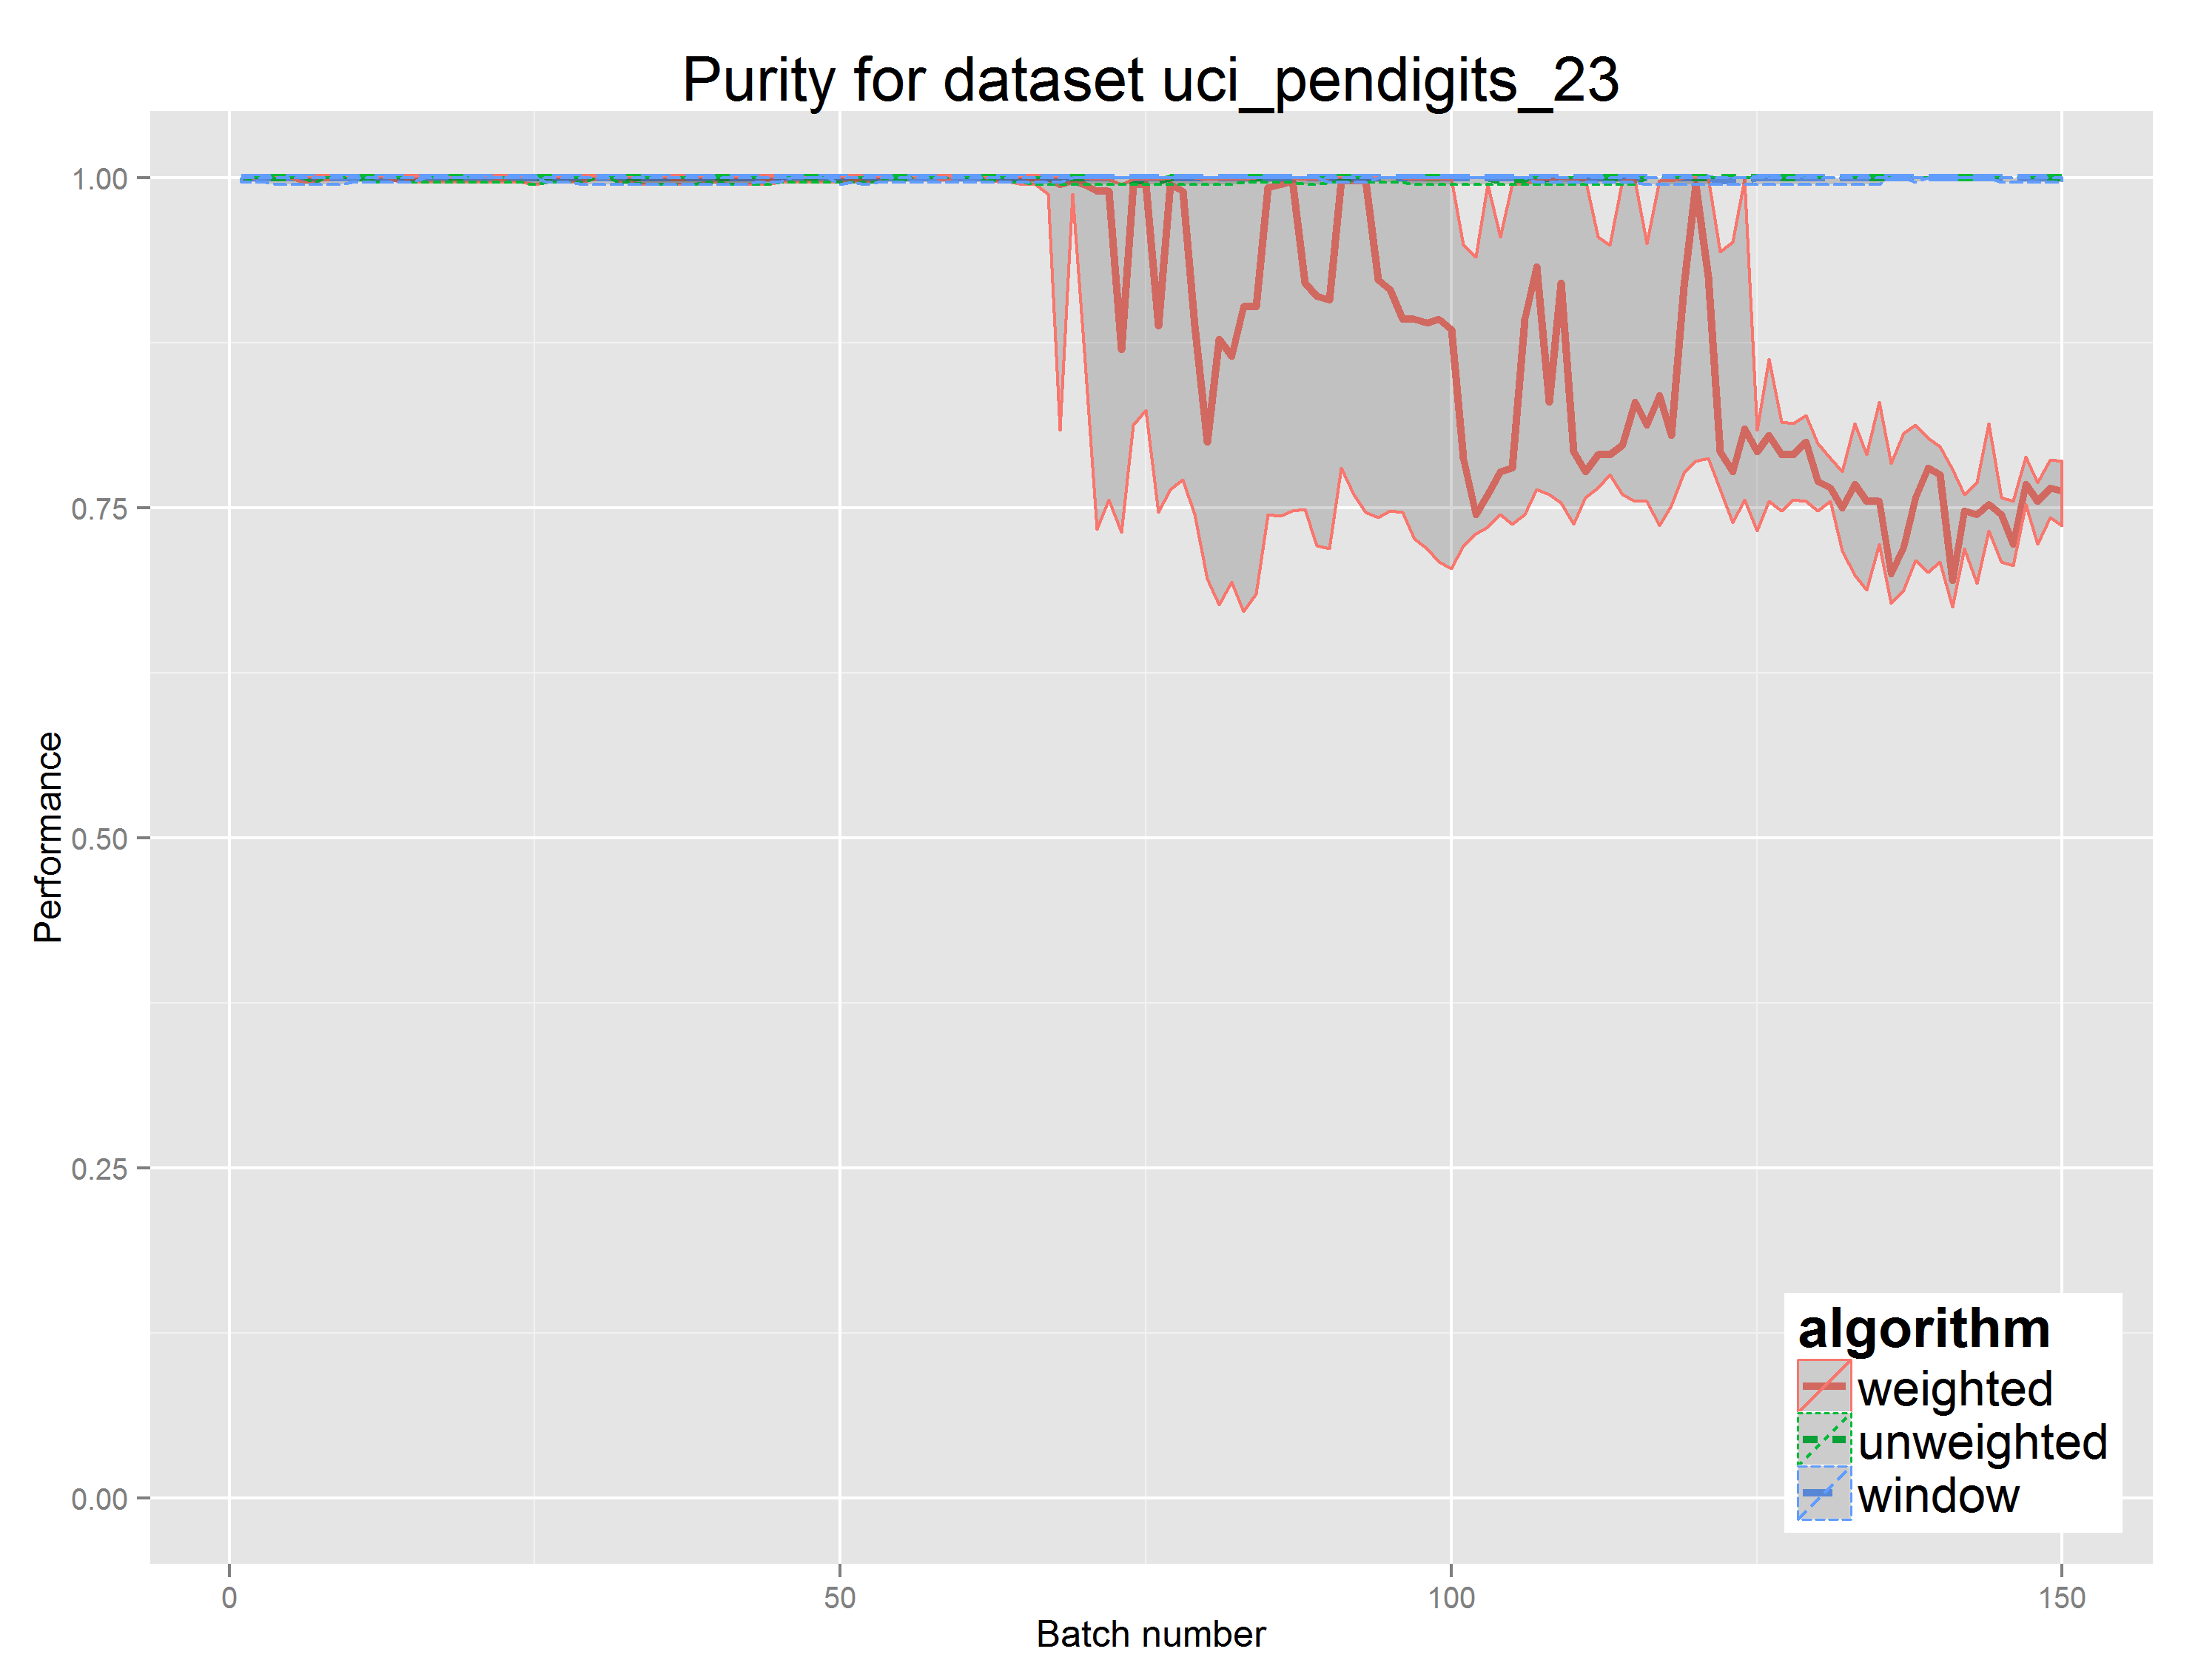 Purity for dataset uci_pendigits_23
1.00
0.75
0.50
0.25
0.00
Performance
0
50
100
150
Batch number
algorithm
weighted
unweighted
window